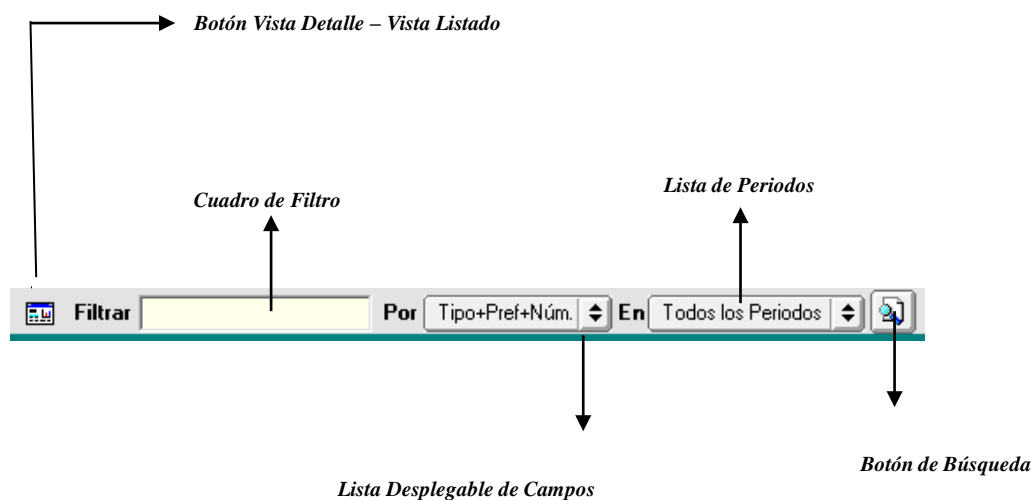 Botón Vista Detalle – Vista Listado
Lista de Periodos
Cuadro de Filtro
Filtrar Por Tipo+Pref+Núm. En Todos los Periodos
Botón de Búsqueda
Lista Desplegable de Campos